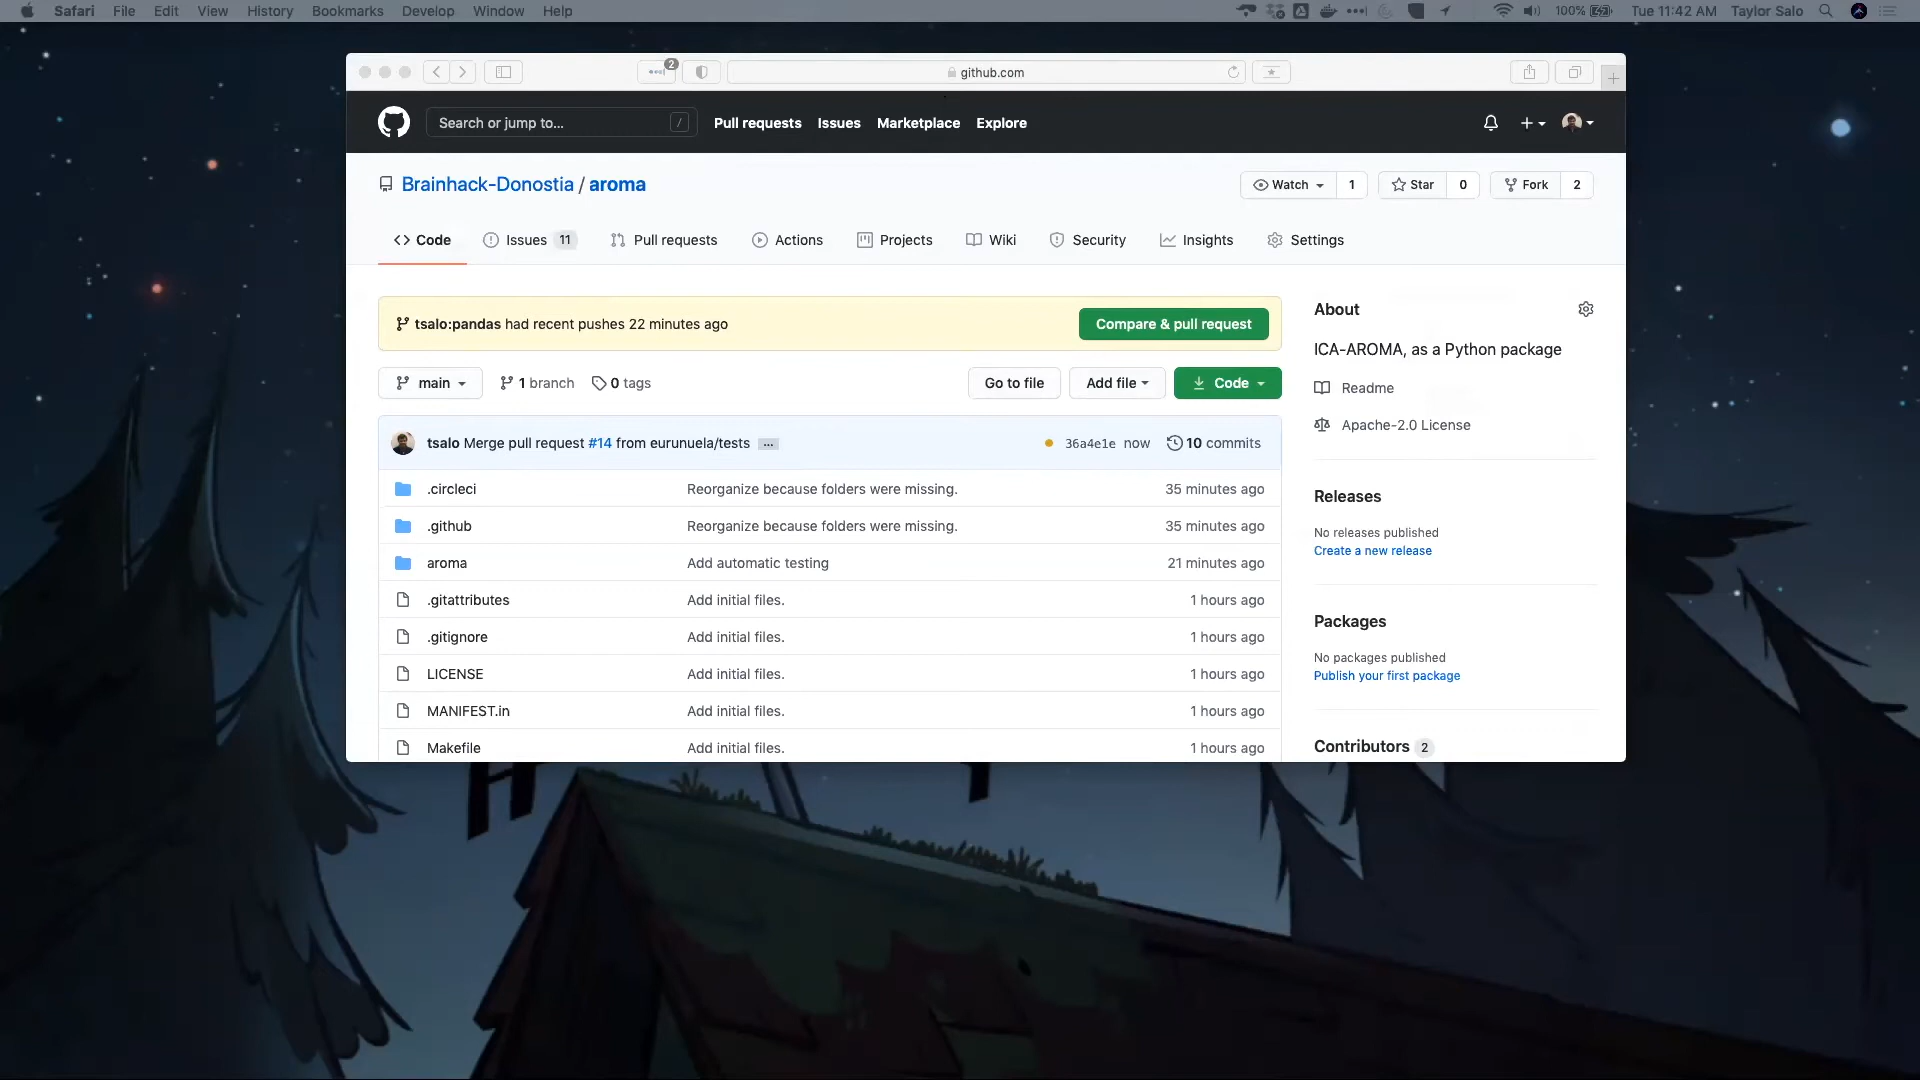 Safari File Edit View History Bookmarks Develop Window Help 100% Tue 11:42 AM Taylor Salo
2 github.com
Search or jump to... / Pull requests Issues Marketplace Explore
Brainhack-Donostia / aroma Watch 1 Star 0 Fork 2
Code Issues 11 Pull requests Actions Projects Wiki Security Insights Settings
tsalo:pandas had recent pushes 22 minutes ago Compare & pull request
main 1 branch 0 tags Go to file Add file Code
tsalo Merge pull request #14 from eurunuela/tests ... 36a4e1e now 10 commits
.circleci Reorganize because folders were missing. 35 minutes ago
.github Reorganize because folders were missing. 35 minutes ago
aroma Add automatic testing 21 minutes ago
.gitattributes Add initial files. 1 hours ago
.gitignore Add initial files. 1 hours ago
LICENSE Add initial files. 1 hours ago
MANIFEST.in Add initial files. 1 hours ago
Makefile Add initial files. 1 hours ago
About
ICA-AROMA, as a Python package
Readme
Apache-2.0 License
Releases
No releases published
Create a new release
Packages
No packages published
Publish your first package
Contributors 2